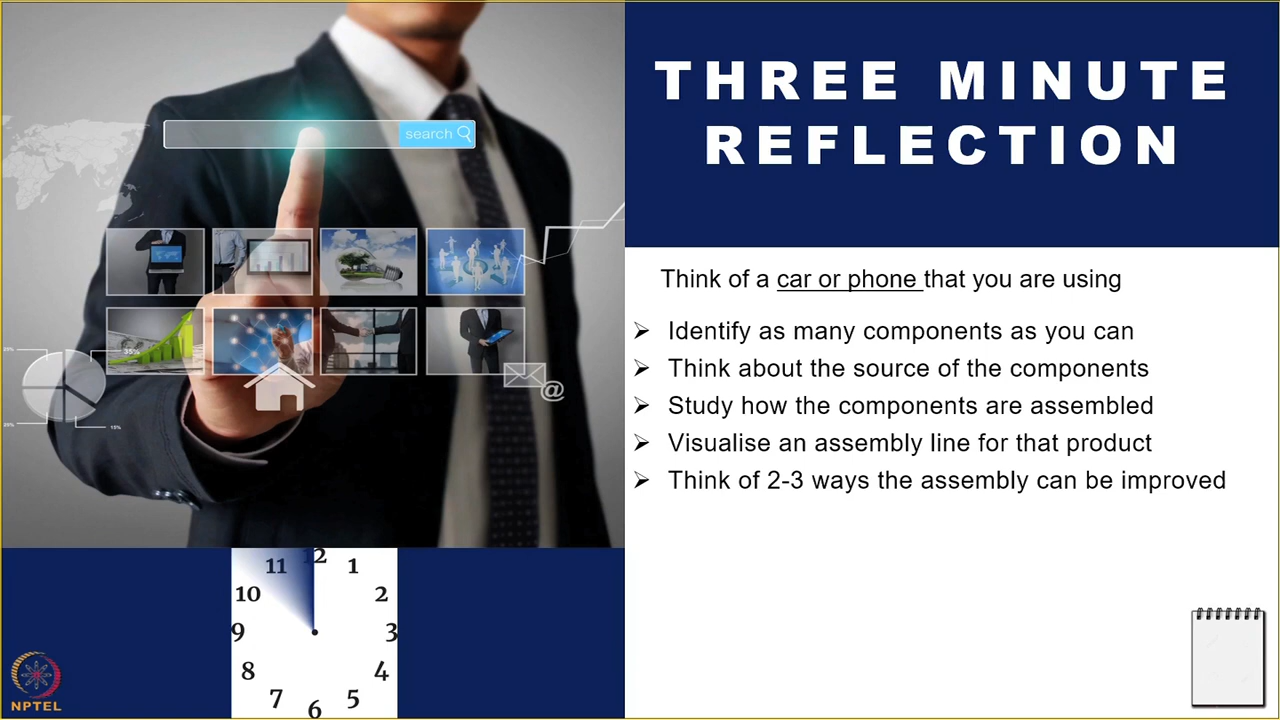 THREE MINUTE
REFLECTION
search
Think of a car or phone that you are using
➢ Identify as many components as you can
➢ Think about the source of the components
➢ Study how the components are assembled
➢ Visualise an assembly line for that product
➢ Think of 2-3 ways the assembly can be improved
35%
15%
@
12
11
1
10
2
9
3
8
4
7
5
6
NPTEL